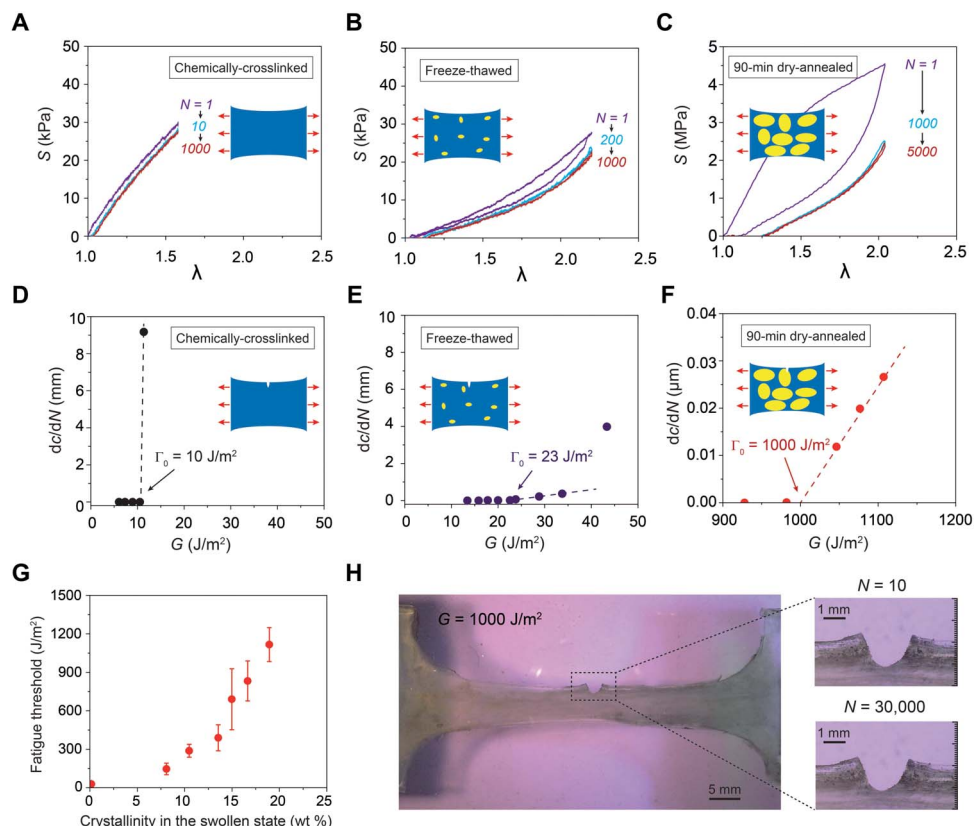 A
50
40
30
20
10
0
S (kPa)
1.0
1.5
2.0
2.5
λ
Chemically-crosslinked
N = 1
10
1000
B
50
40
30
20
10
0
S (kPa)
1.0
1.5
2.0
2.5
λ
Freeze-thawed
N = 1
200
1000
C
5
4
3
2
1
0
S (MPa)
1.0
1.5
2.0
2.5
λ
90-min dry-annealed
N = 1
1000
5000
D
10
8
6
4
2
0
dc/dN (mm)
0
10
20
30
40
50
G (J/m²)
Chemically-crosslinked
Γ₀ = 10 J/m²
E
10
8
6
4
2
0
dc/dN (mm)
0
10
20
30
40
50
G (J/m²)
Freeze-thawed
Γ₀ = 23 J/m²
F
0.04
0.03
0.02
0.01
0.00
dc/dN (μm)
900
1000
1100
1200
G (J/m²)
90-min dry-annealed
Γ₀ = 1000 J/m²
G
1500
1200
900
600
300
0
Fatigue threshold (J/m²)
0
5
10
15
20
25
Crystallinity in the swollen state (wt %)
H
G = 1000 J/m²
5 mm
N = 10
1 mm
N = 30,000
1 mm